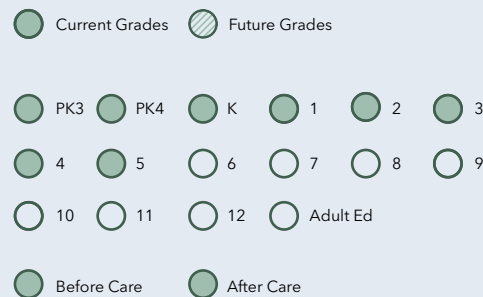 Current Grades Future Grades
PK3 PK4 K 1 2 3
4 5 6 7 8 9
10 11 12 Adult Ed
Before Care After Care